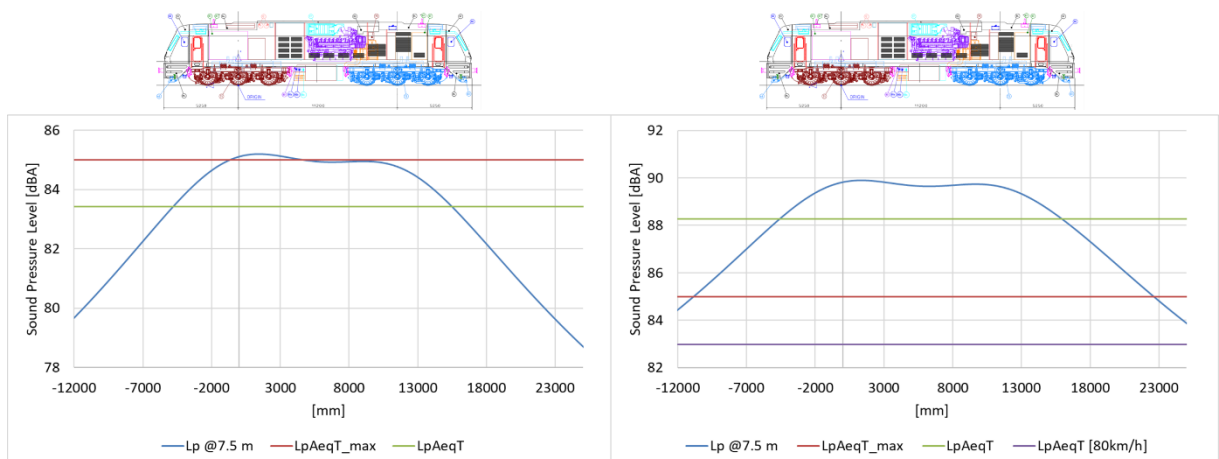 86
84
82
80
78
Sound Pressure Level [dBA]
-12000 -7000 -2000 3000 8000 13000 18000 23000
[mm]
Lp @7.5 m LpAeqT_max LpAeqT
92
90
88
86
84
82
Sound Pressure Level [dBA]
-12000 -7000 -2000 3000 8000 13000 18000 23000
[mm]
Lp @7.5 m LpAeqT_max LpAeqT LpAeqT [80km/h]